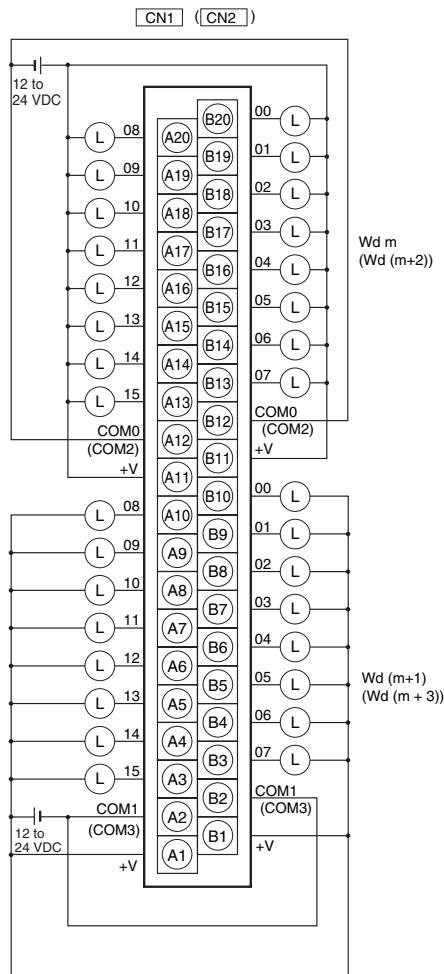 CN1 (CN2)
12 to
24 VDC
L 08 A20 B20 00 L
L 09 A19 B19 01 L
L 10 A18 B18 02 L
L 11 A17 B17 03 L
L 12 A16 B16 04 L
L 13 A15 B15 05 L
L 14 A14 B14 06 L
L 15 A13 B13 07 L
Wd m
(Wd (m+2))
COM0
(COM2)
A12 B12
COM0
(COM2)
+V A11 B11 +V
L 08 A10 B10 00 L
L 09 A9 B9 01 L
L 10 A8 B8 02 L
L 11 A7 B7 03 L
L 12 A6 B6 04 L
L 13 A5 B5 05 L
L 14 A4 B4 06 L
L 15 A3 B3 07 L
Wd (m+1)
(Wd (m + 3))
COM1
(COM3)
A2 B2
COM1
(COM3)
12 to
24 VDC
+V A1 B1 +V